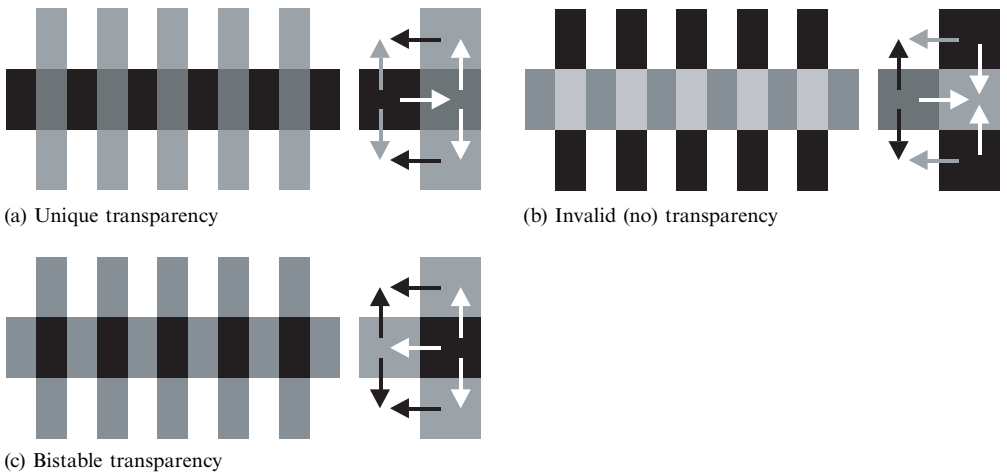 (a) Unique transparency
(b) Invalid (no) transparency
(c) Bistable transparency